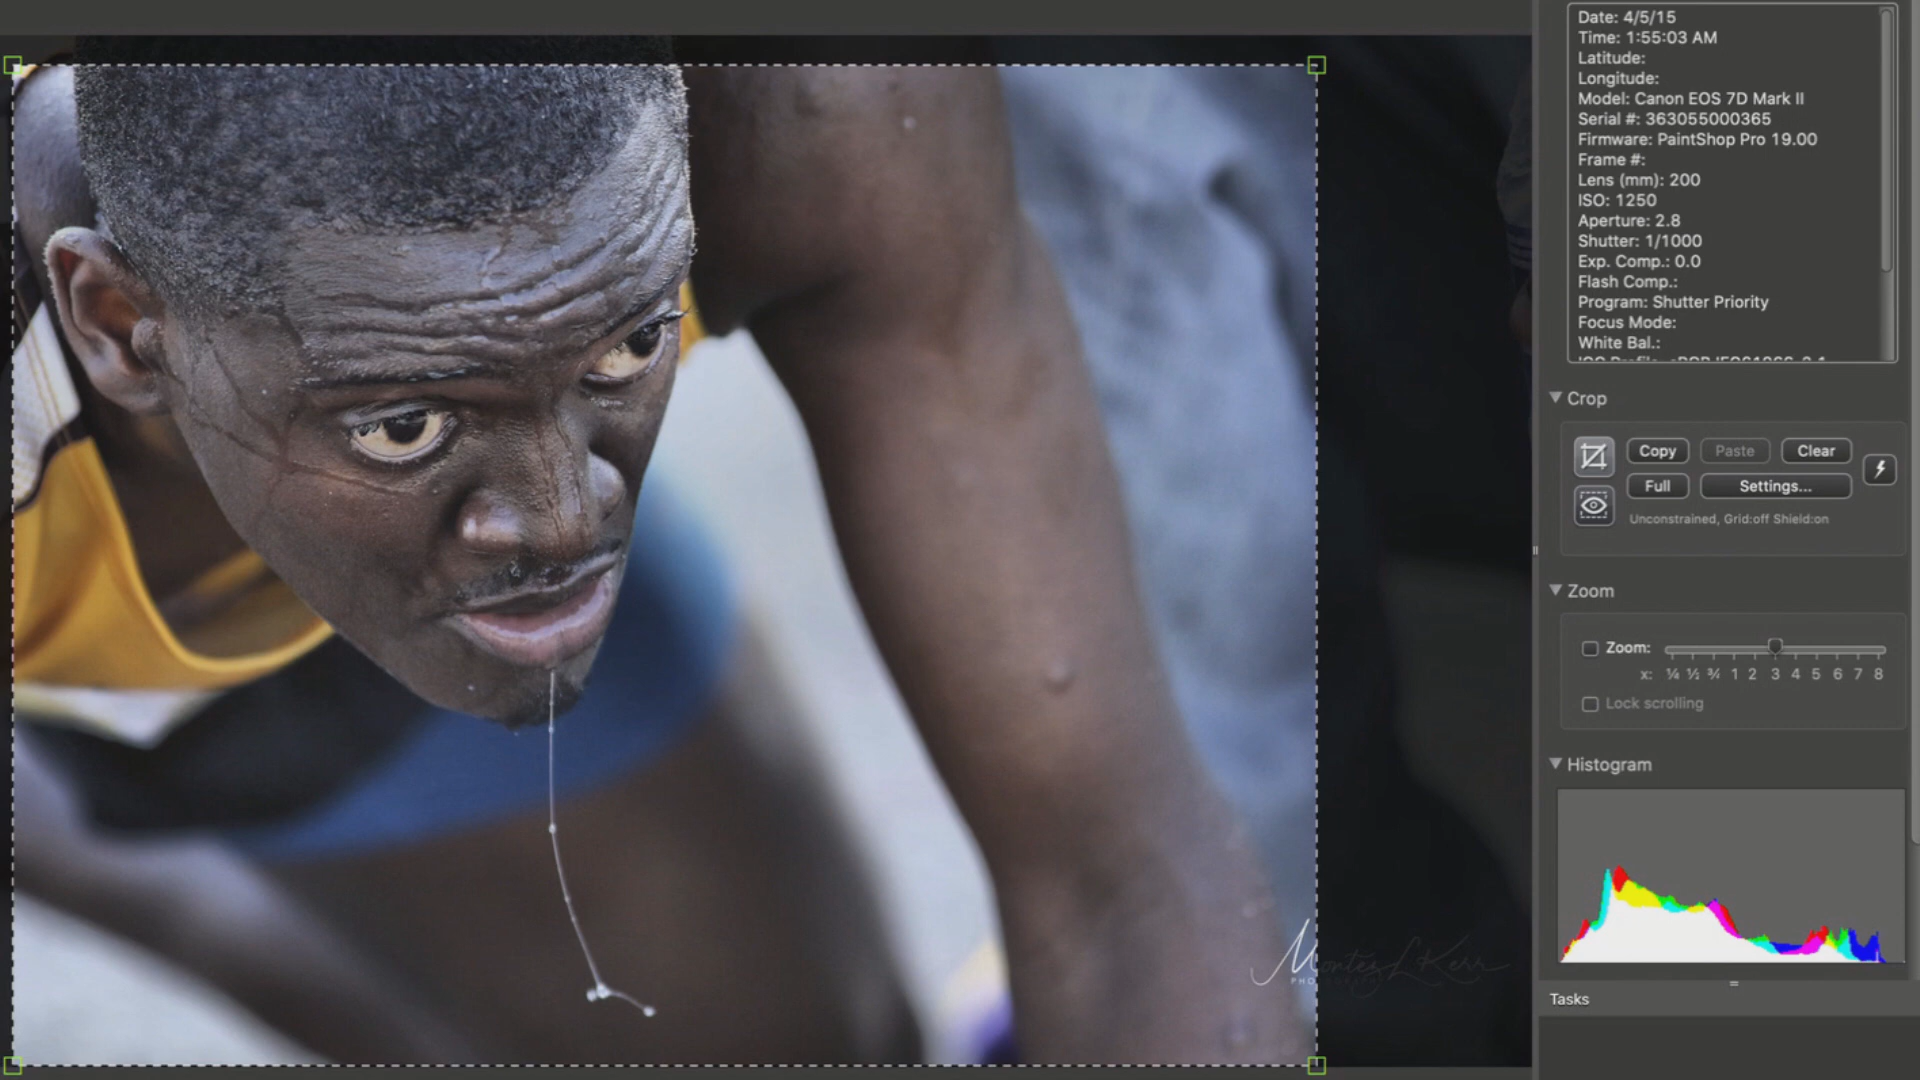 Date: 4/5/15
Time: 1:55:03 AM
Latitude:
Longitude:
Model: Canon EOS 7D Mark II
Serial #: 363055000365
Firmware: PaintShop Pro 19.00
Frame #:
Lens (mm): 200
ISO: 1250
Aperture: 2.8
Shutter: 1/1000
Exp. Comp.: 0.0
Flash Comp.:
Program: Shutter Priority
Focus Mode:
White Bal.:
Crop
Copy Paste Clear
Full Settings...
Unconstrained, Grid:off Shield:on
Zoom
Zoom:
x: ¼ ½ ¾ 1 2 3 4 5 6 7 8
Lock scrolling
Histogram
Montez L Kerr
Tasks